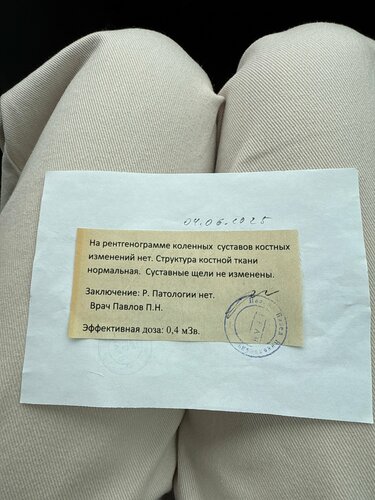 04.06.2025
На рентгенограмме коленных суставов костных
изменений нет. Структура костной ткани
нормальная. Суставные щели не изменены.
Заключение: R. Патологии нет.
Врач Павлов П.Н.
Эффективная доза: 0,4 мЗв.